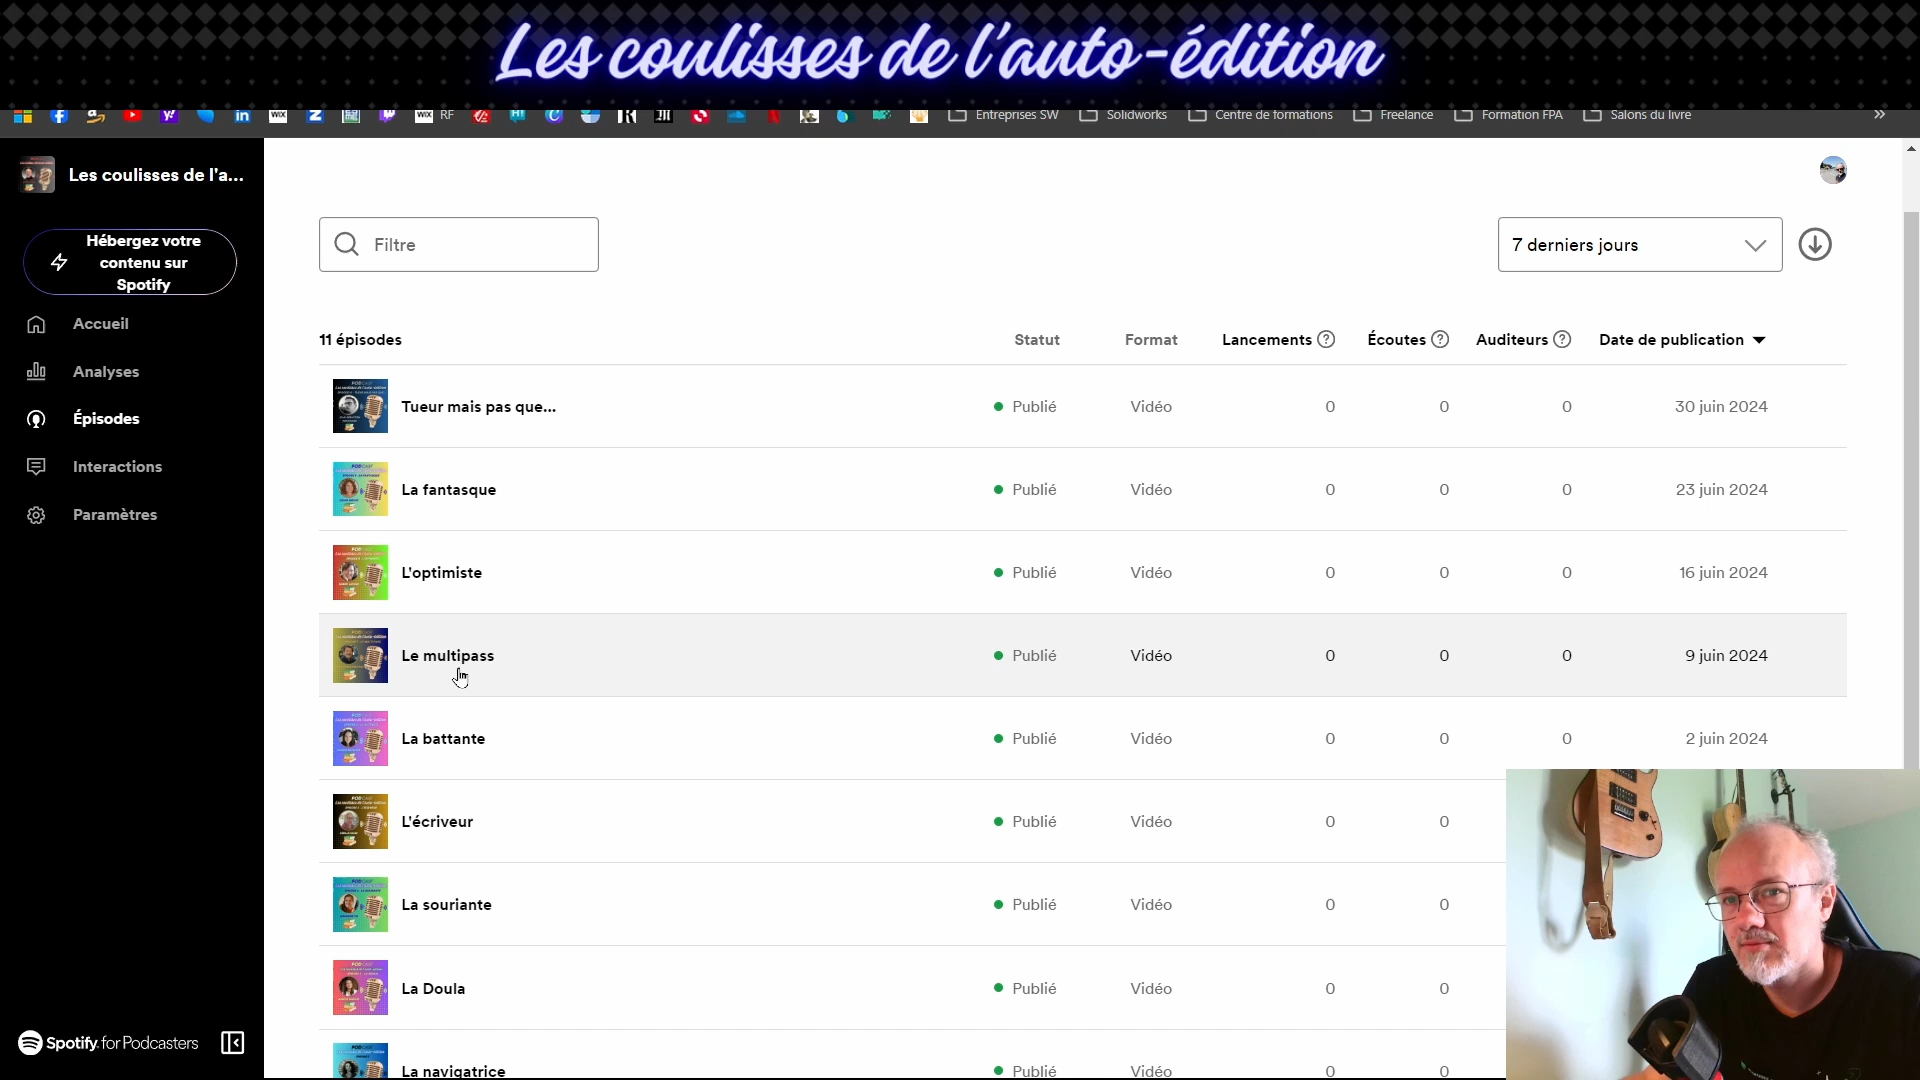 Les coulisses de l'auto-édition
RF
Entreprises SW
Solidworks
Centre de formations
Freelance
Formation FPA
Salons du livre
Les coulisses de l'a...
Hébergez votre
contenu sur
Spotify
Accueil
Analyses
Épisodes
Interactions
Paramètres
Spotify for Podcasters
Filtre
7 derniers jours
11 épisodes Statut Format Lancements Écoutes Auditeurs Date de publication
Tueur mais pas que... Publié Vidéo 0 0 0 30 juin 2024
La fantasque Publié Vidéo 0 0 0 23 juin 2024
L'optimiste Publié Vidéo 0 0 0 16 juin 2024
Le multipass Publié Vidéo 0 0 0 9 juin 2024
La battante Publié Vidéo 0 0 0 2 juin 2024
L'écriveur Publié Vidéo 0 0
La souriante Publié Vidéo 0 0
La Doula Publié Vidéo 0 0
La navigatrice Publié Vidéo 0 0